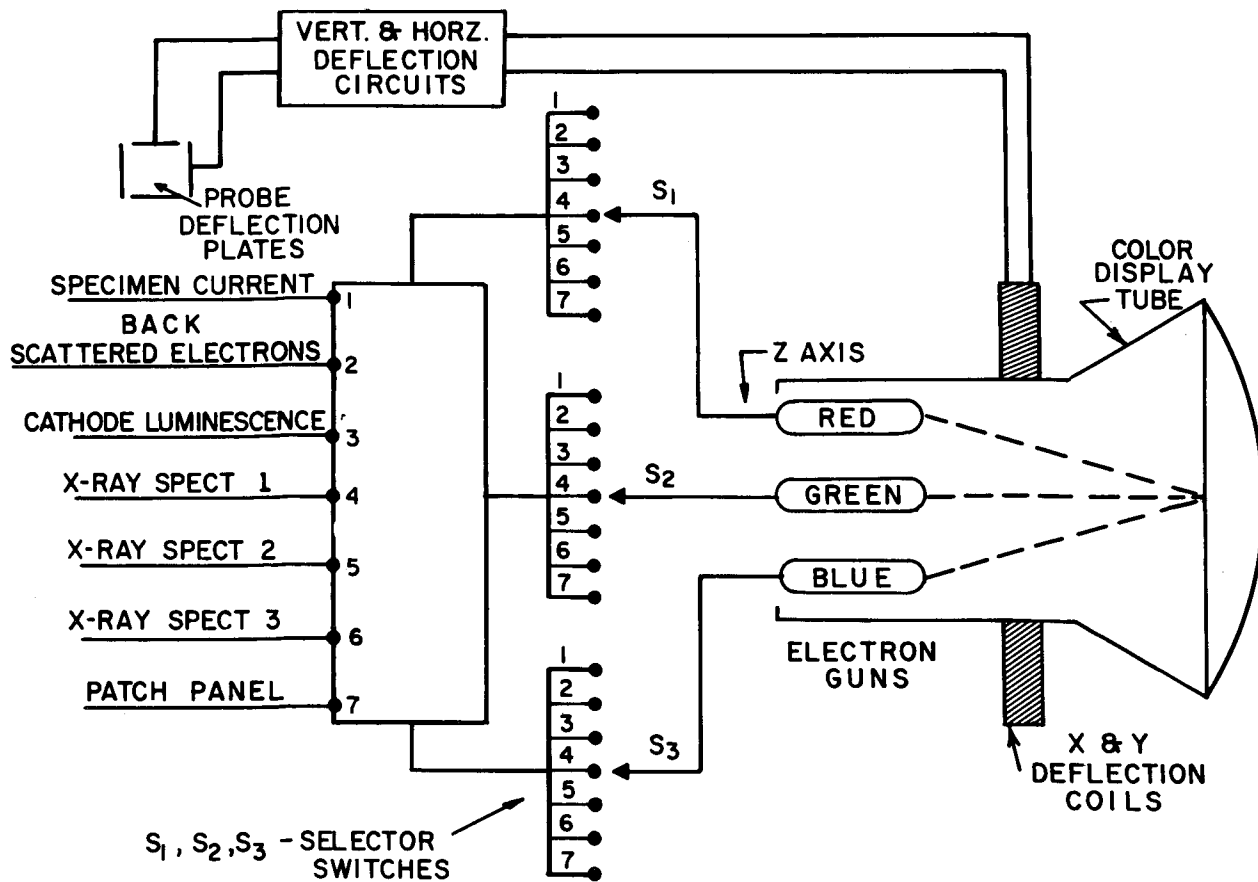 VERT. & HORZ.
DEFLECTION
CIRCUITS
PROBE
DEFLECTION
PLATES
SPECIMEN CURRENT
1
BACK
SCATTERED ELECTRONS
2
CATHODE LUMINESCENCE
3
X-RAY SPECT 1
4
X-RAY SPECT 2
5
X-RAY SPECT 3
6
PATCH PANEL
7
1
2
3
4
5
6
7
S1
1
2
3
4
5
6
7
S2
1
2
3
4
5
6
7
S3
S1, S2, S3 - SELECTOR
SWITCHES
Z AXIS
RED
GREEN
BLUE
ELECTRON
GUNS
COLOR
DISPLAY
TUBE
X & Y
DEFLECTION
COILS